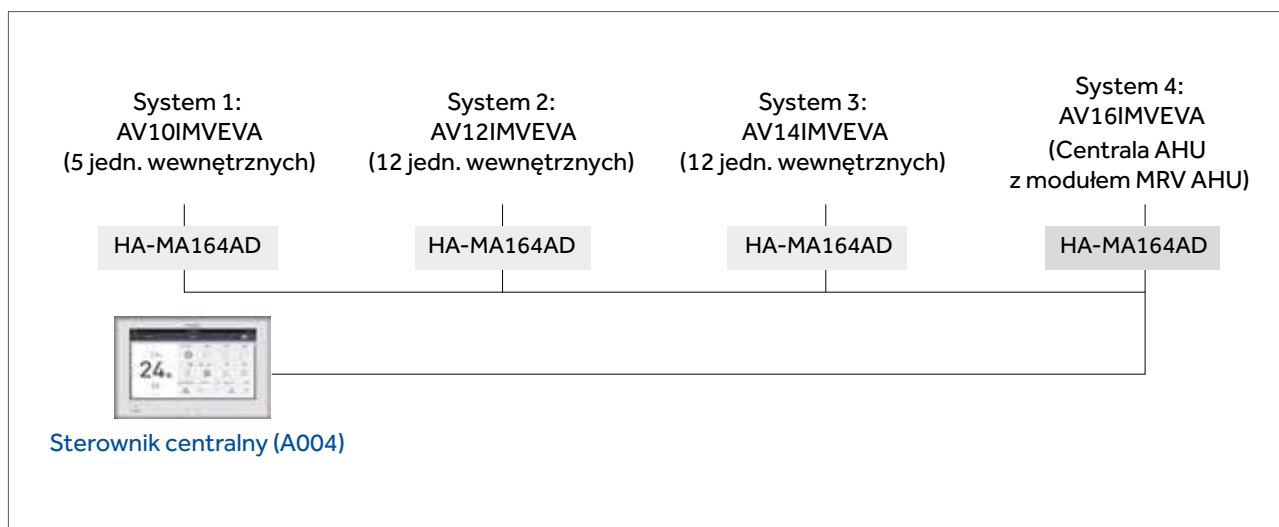 System 1:
AV10IMVEVA
(5 jedn. wewnętrznych)
System 2:
AV12IMVEVA
(12 jedn. wewnętrznych)
System 3:
AV14IMVEVA
(12 jedn. wewnętrznych)
System 4:
AV16IMVEVA
(Centrala AHU
z modułem MRV AHU)
HA-MA164AD
HA-MA164AD
HA-MA164AD
HA-MA164AD
24
Sterownik centralny (A004)